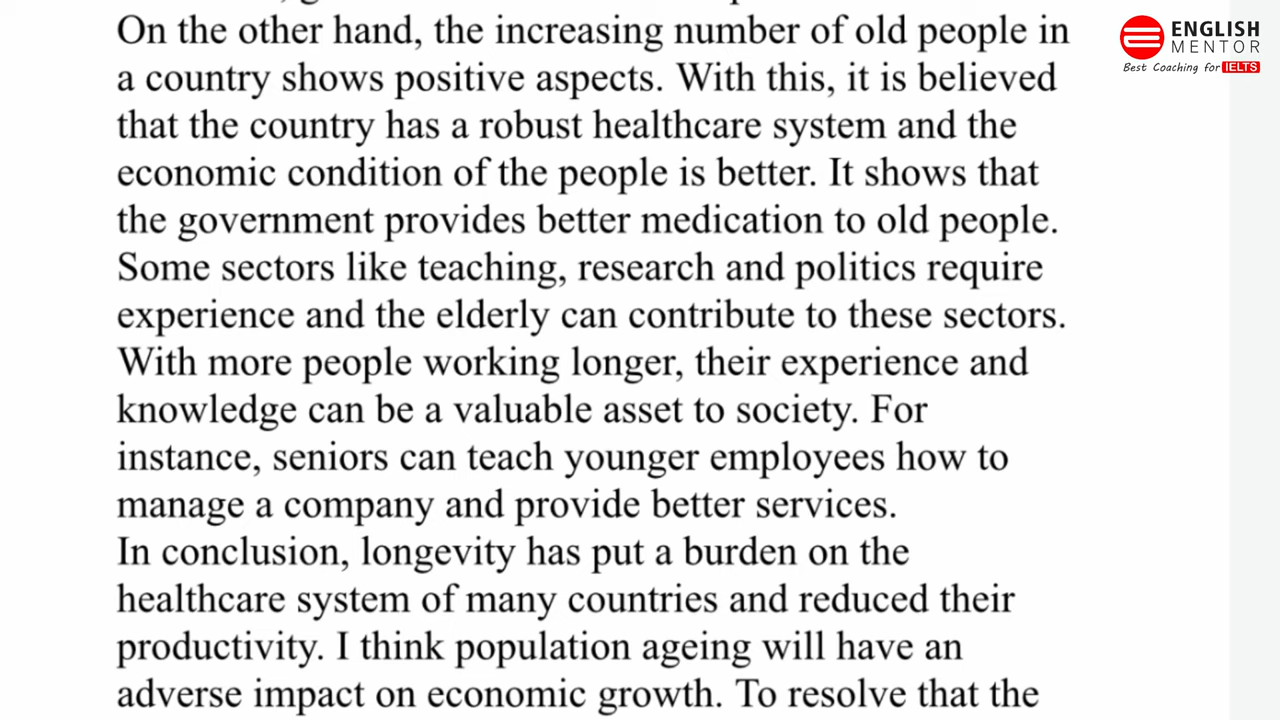 On the other hand, the increasing number of old people in
a country shows positive aspects. With this, it is believed
that the country has a robust healthcare system and the
economic condition of the people is better. It shows that
the government provides better medication to old people.
Some sectors like teaching, research and politics require
experience and the elderly can contribute to these sectors.
With more people working longer, their experience and
knowledge can be a valuable asset to society. For
instance, seniors can teach younger employees how to
manage a company and provide better services.
In conclusion, longevity has put a burden on the
healthcare system of many countries and reduced their
productivity. I think population ageing will have an
adverse impact on economic growth. To resolve that the
ENGLISH
MENTOR
Best Coaching for IELTS